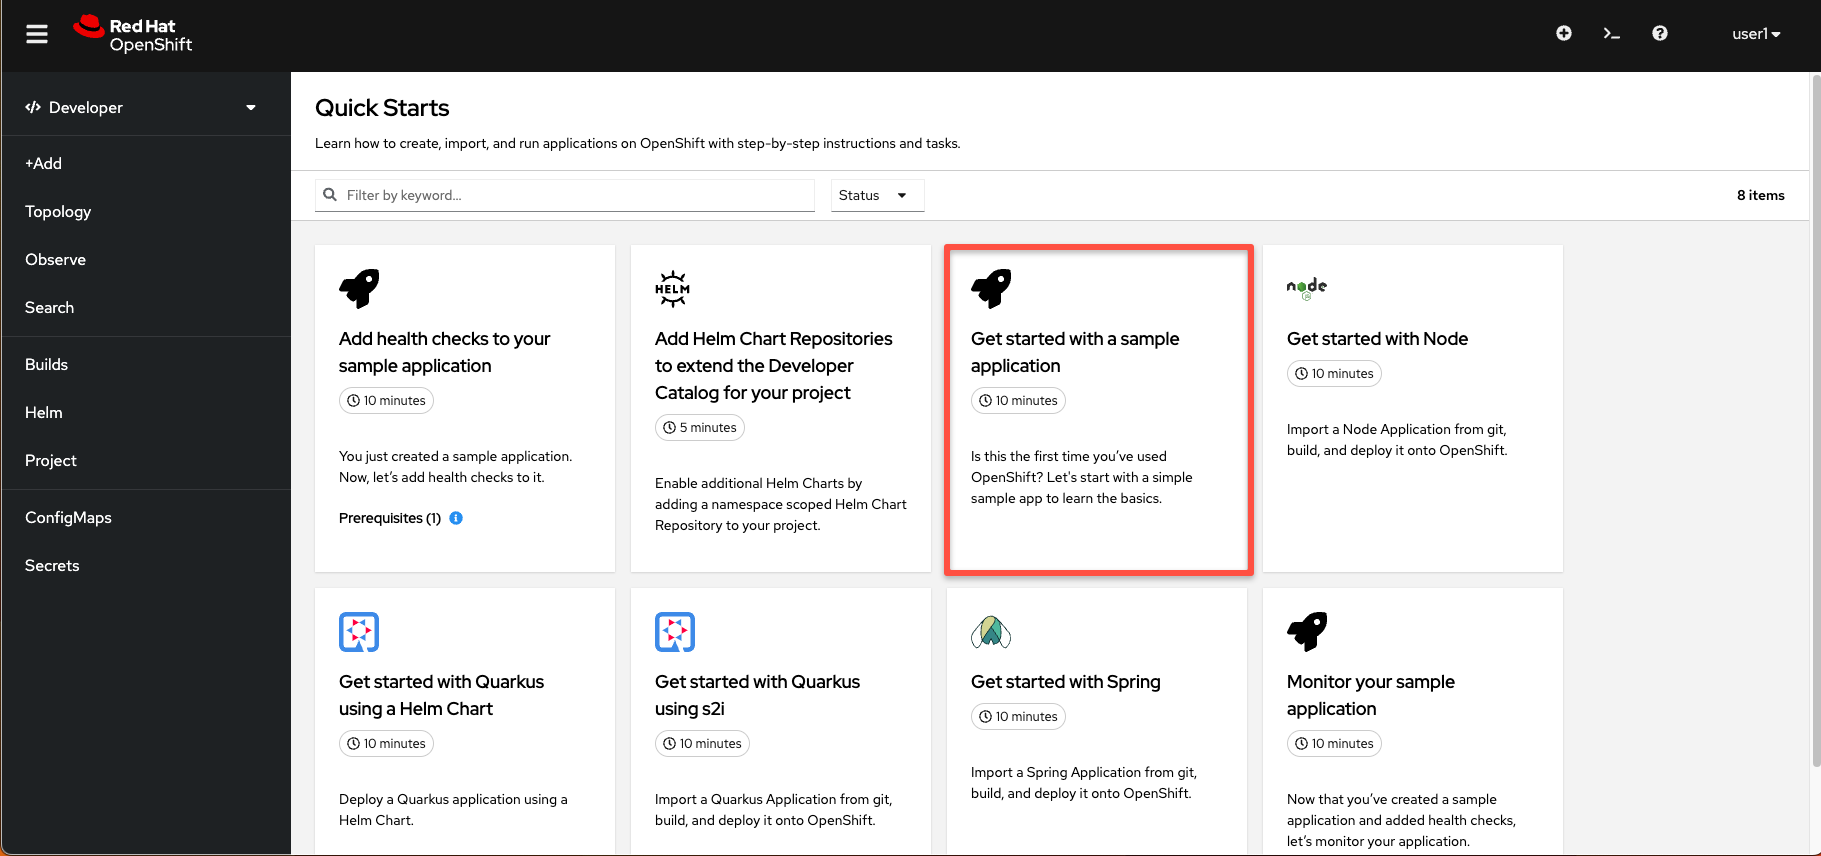 Red Hat
OpenShift
user1
Developer
+Add
Topology
Observe
Search
Builds
Helm
Project
ConfigMaps
Secrets
Quick Starts
Learn how to create, import, and run applications on OpenShift with step-by-step instructions and tasks.
Filter by keyword...
Status
8 items
Add health checks to your
sample application
10 minutes
You just created a sample application.
Now, let’s add health checks to it.
Prerequisites (1)
HELM
Add Helm Chart Repositories
to extend the Developer
Catalog for your project
5 minutes
Enable additional Helm Charts by
adding a namespace scoped Helm Chart
Repository to your project.
Get started with a sample
application
10 minutes
Is this the first time you’ve used
OpenShift? Let's start with a simple
sample app to learn the basics.
node
Get started with Node
10 minutes
Import a Node Application from git,
build, and deploy it onto OpenShift.
Get started with Quarkus
using a Helm Chart
10 minutes
Deploy a Quarkus application using a
Helm Chart.
Get started with Quarkus
using s2i
10 minutes
Import a Quarkus Application from git,
build, and deploy it onto OpenShift.
Get started with Spring
10 minutes
Import a Spring Application from git,
build, and deploy it onto OpenShift.
Monitor your sample
application
10 minutes
Now that you’ve created a sample
application and added health checks,
let’s monitor your application.